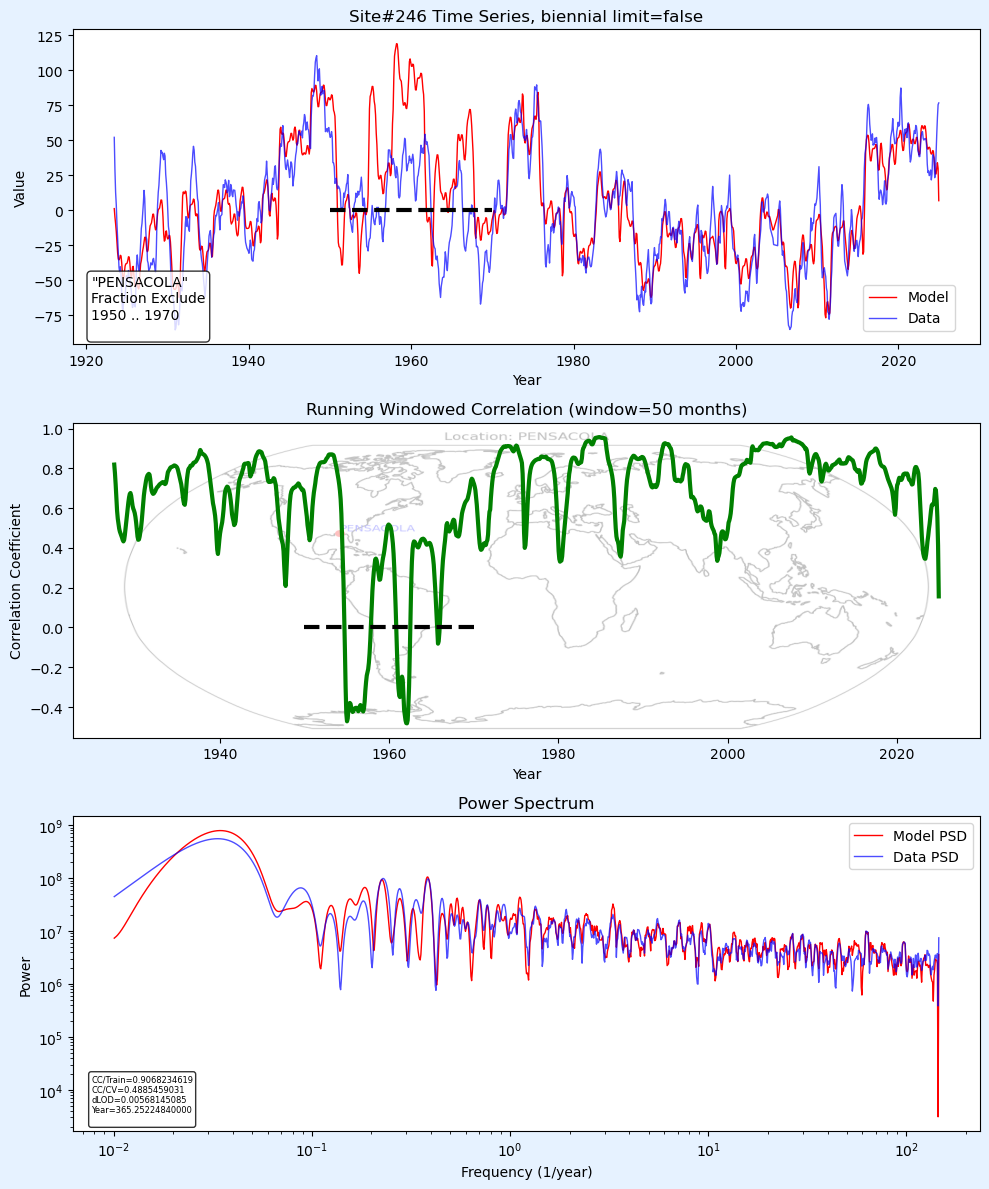 Site#246 Time Series, biennial limit=false
125
100
75
50
25
0
−25
−50
−75
Value
"PENSACOLA"
Fraction Exclude
1950 .. 1970
Model
Data
1920
1940
1960
1980
2000
2020
Year
Running Windowed Correlation (window=50 months)
Location: PENSACOLA
PENSACOLA
1.0
0.8
0.6
0.4
0.2
0.0
−0.2
−0.4
Correlation Coefficient
1940
1960
1980
2000
2020
Year
Power Spectrum
10⁹
10⁸
10⁷
10⁶
10⁵
10⁴
Power
Model PSD
Data PSD
CC/Train=0.9068234619
CC/CV=0.4885459031
dLOD=0.00568145085
Year=365.25224840000
10⁻²
10⁻¹
10⁰
10¹
10²
Frequency (1/year)